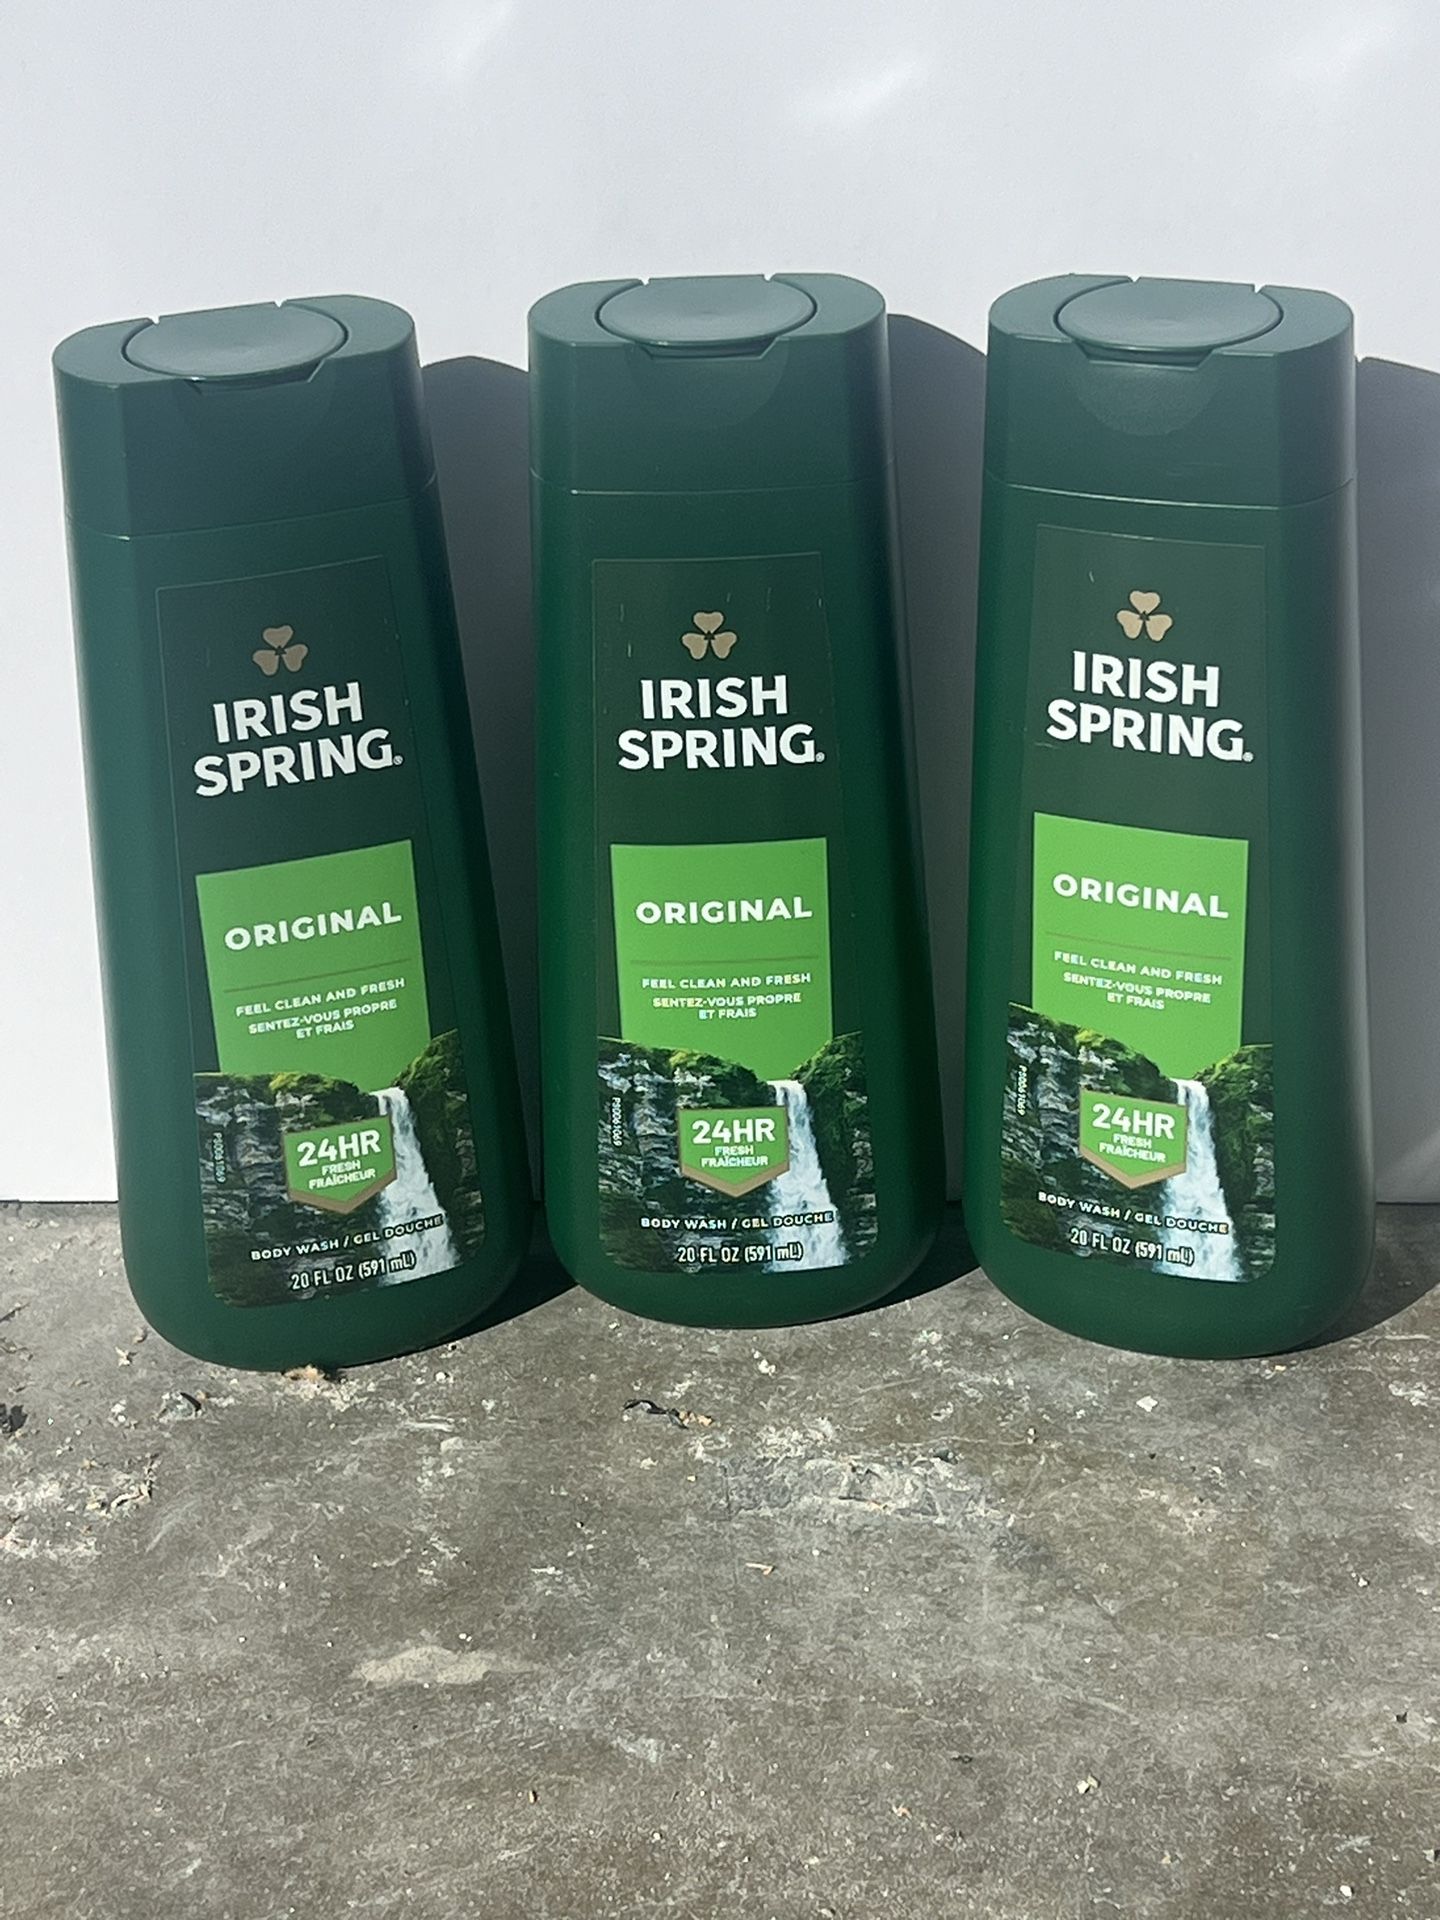 IRISH
SPRING®
ORIGINAL
FEEL CLEAN AND FRESH
SENTEZ-VOUS PROPRE
ET FRAIS
P00061069
24HR
FRESH
FRAÎCHEUR
BODY WASH / GEL DOUCHE
20 FL OZ (591 mL)
IRISH
SPRING®
ORIGINAL
FEEL CLEAN AND FRESH
SENTEZ-VOUS PROPRE
ET FRAIS
P00061069
24HR
FRESH
FRAÎCHEUR
BODY WASH / GEL DOUCHE
20 FL OZ (591 mL)
IRISH
SPRING®
ORIGINAL
FEEL CLEAN AND FRESH
SENTEZ-VOUS PROPRE
ET FRAIS
P00061069
24HR
FRESH
FRAÎCHEUR
BODY WASH / GEL DOUCHE
20 FL OZ (591 mL)